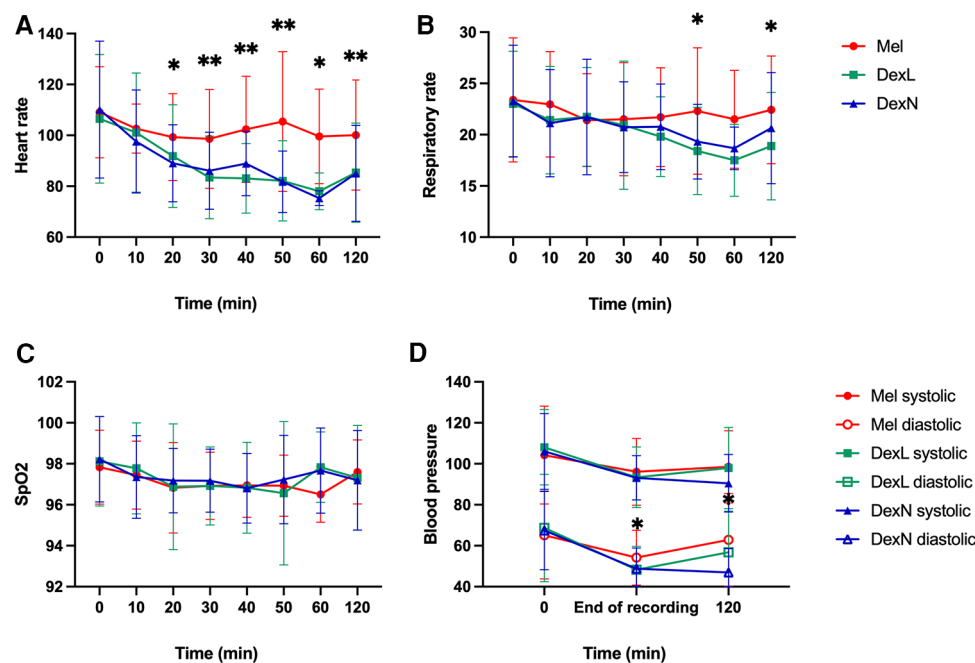 A
Heart rate
140
120
100
80
60
* ** ** ** * **
0 10 20 30 40 50 60 120
Time (min)
B
Respiratory rate
30
25
20
15
10
* *
0 10 20 30 40 50 60 120
Time (min)
Mel
DexL
DexN
C
SpO2
102
100
98
96
94
92
0 10 20 30 40 50 60 120
Time (min)
D
Blood pressure
140
120
100
80
60
40
* *
0 End of recording 120
Time (min)
Mel systolic
Mel diastolic
DexL systolic
DexL diastolic
DexN systolic
DexN diastolic